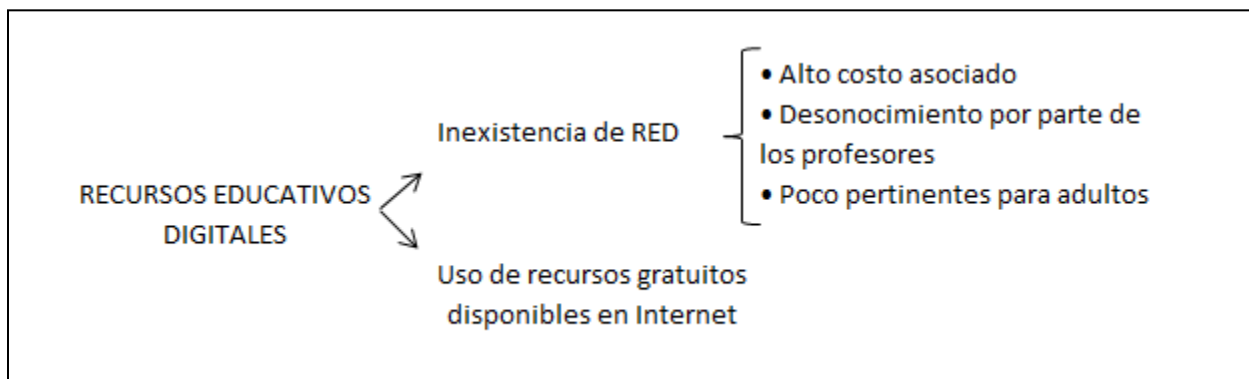 RECURSOS EDUCATIVOS
DIGITALES
Inexistencia de RED
• Alto costo asociado
• Desonocimiento por parte de
los profesores
• Poco pertinentes para adultos
Uso de recursos gratuitos
disponibles en Internet